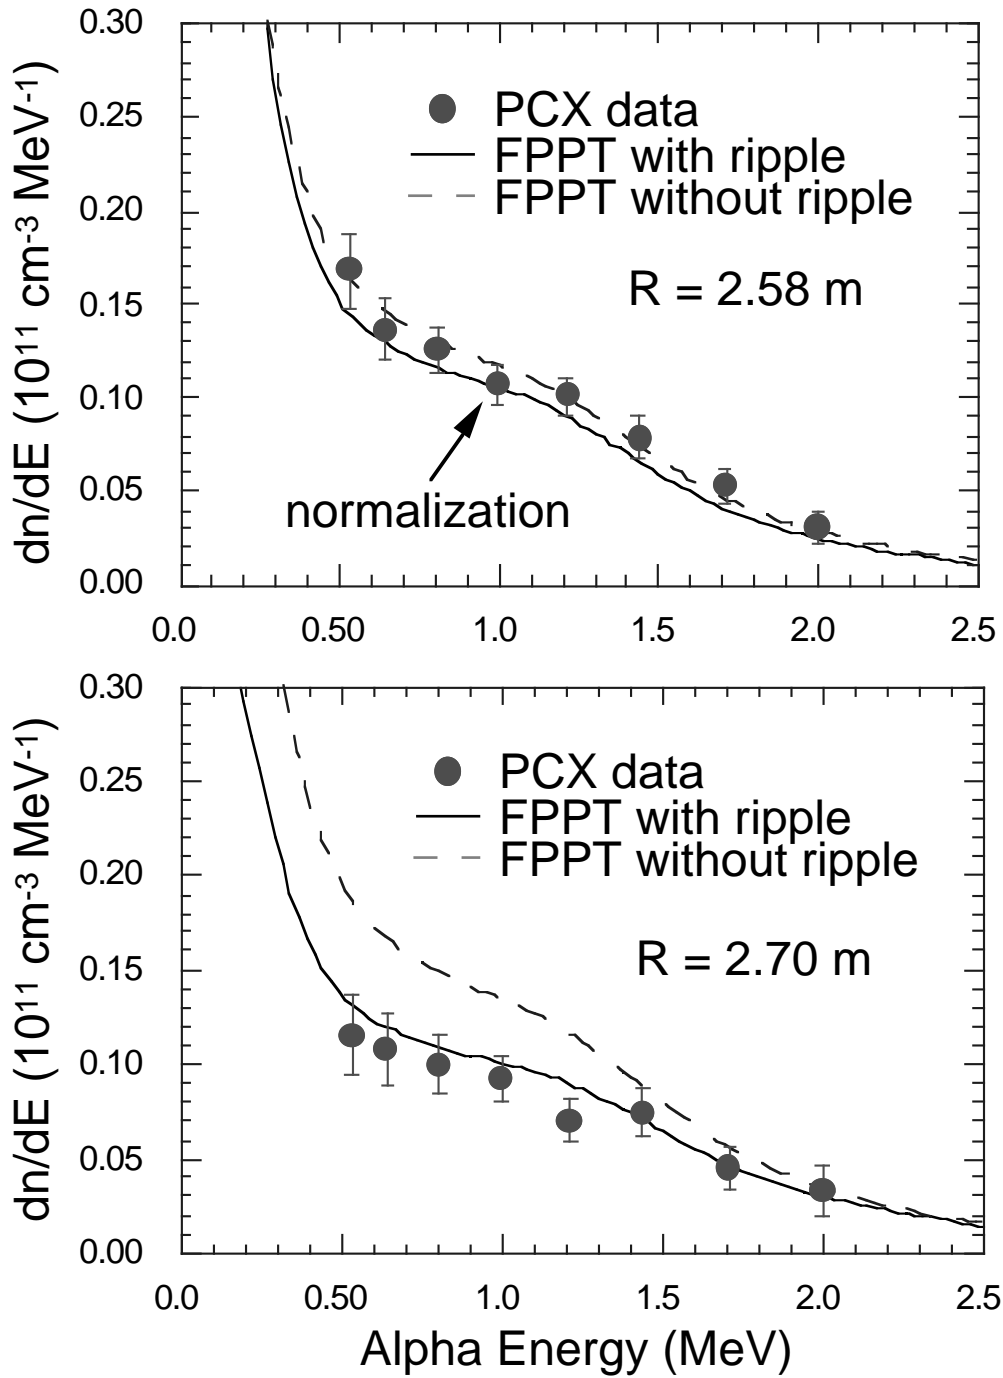 dn/dE (10¹¹ cm⁻³ MeV⁻¹)
0.30
0.25
0.20
0.15
0.10
0.05
0.00
PCX data
FPPT with ripple
FPPT without ripple
R = 2.58 m
normalization
0.0 0.50 1.0 1.5 2.0 2.5
dn/dE (10¹¹ cm⁻³ MeV⁻¹)
0.30
0.25
0.20
0.15
0.10
0.05
0.00
PCX data
FPPT with ripple
FPPT without ripple
R = 2.70 m
0.0 0.50 1.0 1.5 2.0 2.5
Alpha Energy (MeV)